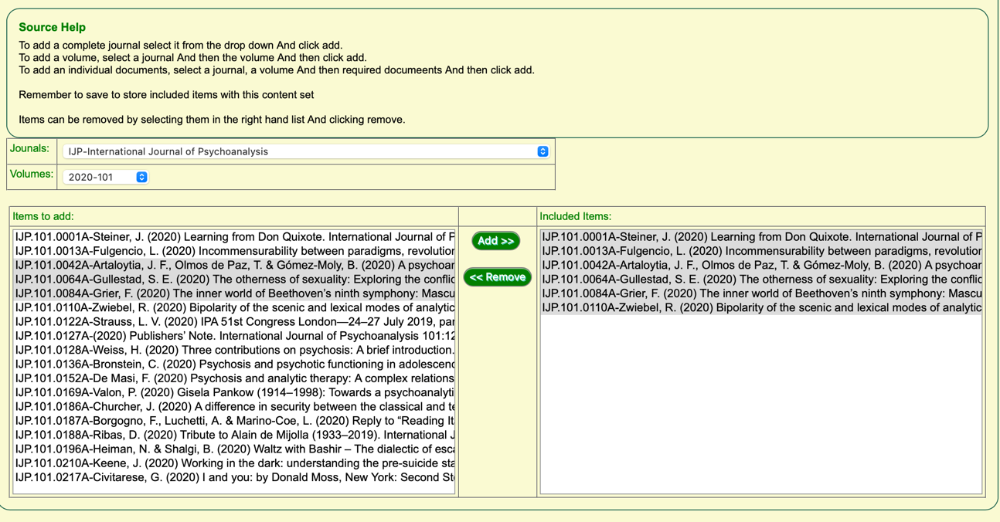 Source Help
To add a complete journal select it from the drop down And click add.
To add a volume, select a journal And then the volume And then click add.
To add an individual documents, select a journal, a volume And then required documeents And then click add.
Remember to save to store included items with this content set
Items can be removed by selecting them in the right hand list And clicking remove.
Jounals:
IJP-International Journal of Psychoanalysis
Volumes:
2020-101
Items to add:
IJP.101.0001A-Steiner, J. (2020) Learning from Don Quixote. International Journal of P
IJP.101.0013A-Fulgencio, L. (2020) Incommensurability between paradigms, revolution
IJP.101.0042A-Artaloytia, J. F., Olmos de Paz, T. & Gómez-Moly, B. (2020) A psychoan
IJP.101.0064A-Gullestad, S. E. (2020) The otherness of sexuality: Exploring the conflic
IJP.101.0084A-Grier, F. (2020) The inner world of Beethoven's ninth symphony: Mascu
IJP.101.0110A-Zwiebel, R. (2020) Bipolarity of the scenic and lexical modes of analytic
IJP.101.0122A-Strauss, L. V. (2020) IPA 51st Congress London—24–27 July 2019, pan
IJP.101.0127A-(2020) Publishers' Note. International Journal of Psychoanalysis 101:12
IJP.101.0128A-Weiss, H. (2020) Three contributions on psychosis: A brief introduction.
IJP.101.0136A-Bronstein, C. (2020) Psychosis and psychotic functioning in adolescenc
IJP.101.0152A-De Masi, F. (2020) Psychosis and analytic therapy: A complex relations
IJP.101.0169A-Valon, P. (2020) Gisela Pankow (1914–1998): Towards a psychoanalyti
IJP.101.0186A-Churcher, J. (2020) A difference in security between the classical and te
IJP.101.0187A-Borgogno, F., Luchetti, A. & Marino-Coe, L. (2020) Reply to “Reading It
IJP.101.0188A-Ribas, D. (2020) Tribute to Alain de Mijolla (1933–2019). International J
IJP.101.0196A-Heiman, N. & Shalgi, B. (2020) Waltz with Bashir – The dialectic of esca
IJP.101.0210A-Keene, J. (2020) Working in the dark: understanding the pre-suicide sta
IJP.101.0217A-Civitarese, G. (2020) I and you: by Donald Moss, New York: Second St
Add >>
<< Remove
Included Items:
IJP.101.0001A-Steiner, J. (2020) Learning from Don Quixote. International Journal of P
IJP.101.0013A-Fulgencio, L. (2020) Incommensurability between paradigms, revolution
IJP.101.0042A-Artaloytia, J. F., Olmos de Paz, T. & Gómez-Moly, B. (2020) A psychoar
IJP.101.0064A-Gullestad, S. E. (2020) The otherness of sexuality: Exploring the conflic
IJP.101.0084A-Grier, F. (2020) The inner world of Beethoven's ninth symphony: Mascu
IJP.101.0110A-Zwiebel, R. (2020) Bipolarity of the scenic and lexical modes of analytic